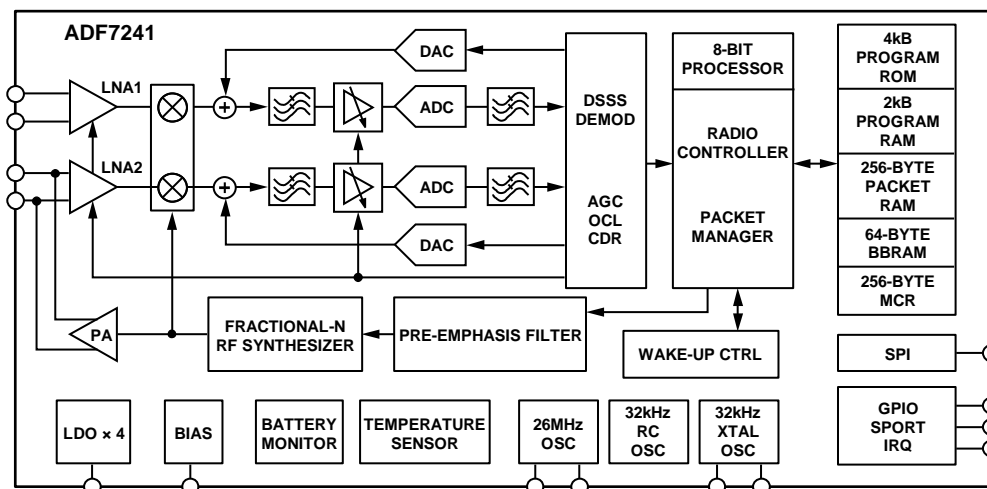 ADF7241
LNA1
LNA2
DAC
ADC
ADC
DAC
DSSS
DEMOD
AGC
OCL
CDR
8-BIT
PROCESSOR
RADIO
CONTROLLER
PACKET
MANAGER
4kB
PROGRAM
ROM
2kB
PROGRAM
RAM
256-BYTE
PACKET
RAM
64-BYTE
BBRAM
256-BYTE
MCR
PA
FRACTIONAL-N
RF SYNTHESIZER
PRE-EMPHASIS FILTER
WAKE-UP CTRL
SPI
LDO × 4
BIAS
BATTERY
MONITOR
TEMPERATURE
SENSOR
26MHz
OSC
32kHz
RC
OSC
32kHz
XTAL
OSC
GPIO
SPORT
IRQ